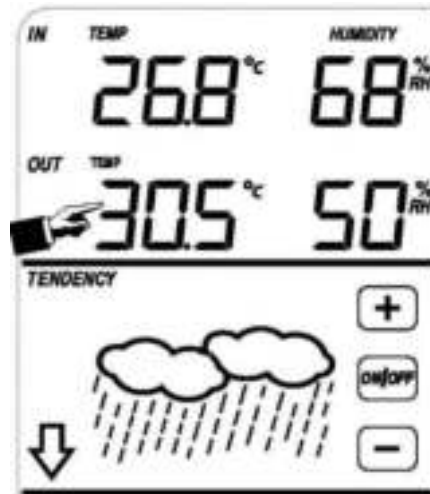 IN TEMP HUMIDITY
26.8 °C 68 % RH
OUT TEMP
30.5 °C 50 % RH
TENDENCY
+
ON/OFF
−